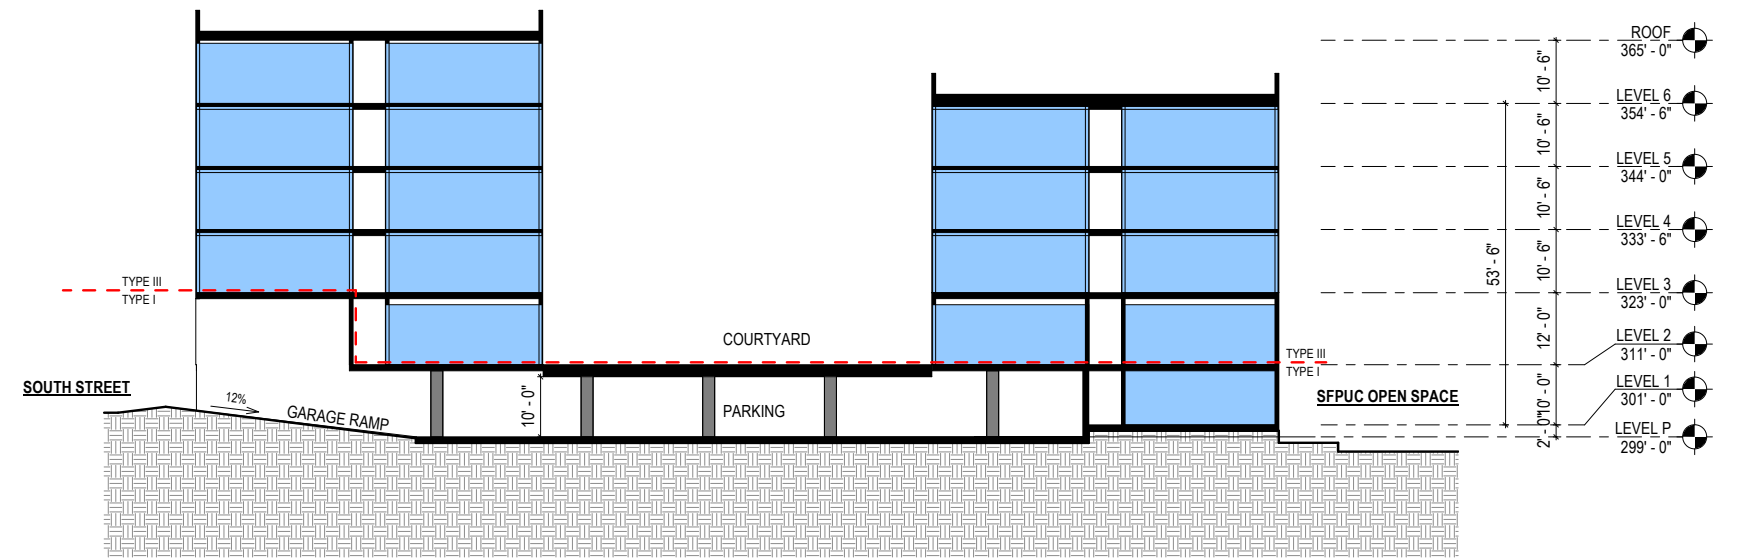 ROOF
365' - 0"
10' - 6"
LEVEL 6
354' - 6"
10' - 6"
LEVEL 5
344' - 0"
10' - 6"
LEVEL 4
333' - 6"
10' - 6"
53' - 6"
LEVEL 3
323' - 0"
TYPE III
TYPE I
12' - 0"
LEVEL 2
311' - 0"
COURTYARD
TYPE III
TYPE I
SOUTH STREET
12%
GARAGE RAMP
10' - 0"
PARKING
SFPUC OPEN SPACE
10' - 0"
LEVEL 1
301' - 0"
2' - 0"
LEVEL P
299' - 0"